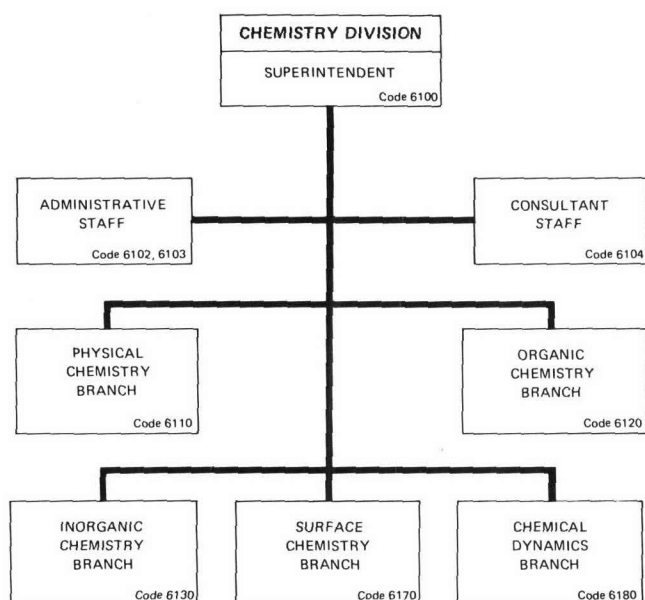 CHEMISTRY DIVISION
SUPERINTENDENT
Code 6100
ADMINISTRATIVE
STAFF
Code 6102, 6103
CONSULTANT
STAFF
Code 6104
PHYSICAL
CHEMISTRY
BRANCH
Code 6110
ORGANIC
CHEMISTRY
BRANCH
Code 6120
INORGANIC
CHEMISTRY
BRANCH
Code 6130
SURFACE
CHEMISTRY
BRANCH
Code 6170
CHEMICAL
DYNAMICS
BRANCH
Code 6180